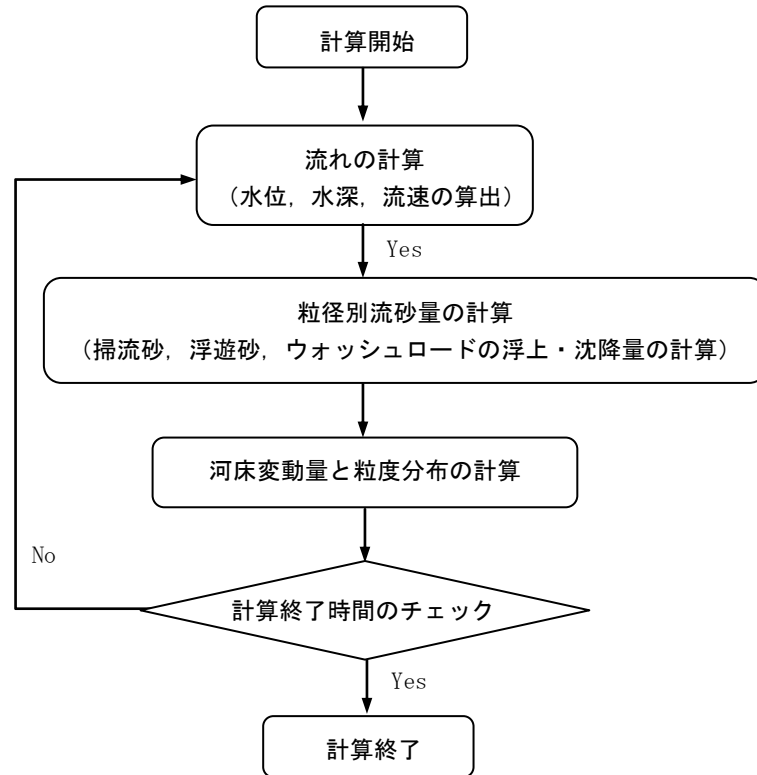 計算開始
流れの計算
（水位，水深，流速の算出）
Yes
粒径別流砂量の計算
（掃流砂，浮遊砂，ウォッシュロードの浮上・沈降量の計算）
河床変動量と粒度分布の計算
No
計算終了時間のチェック
Yes
計算終了